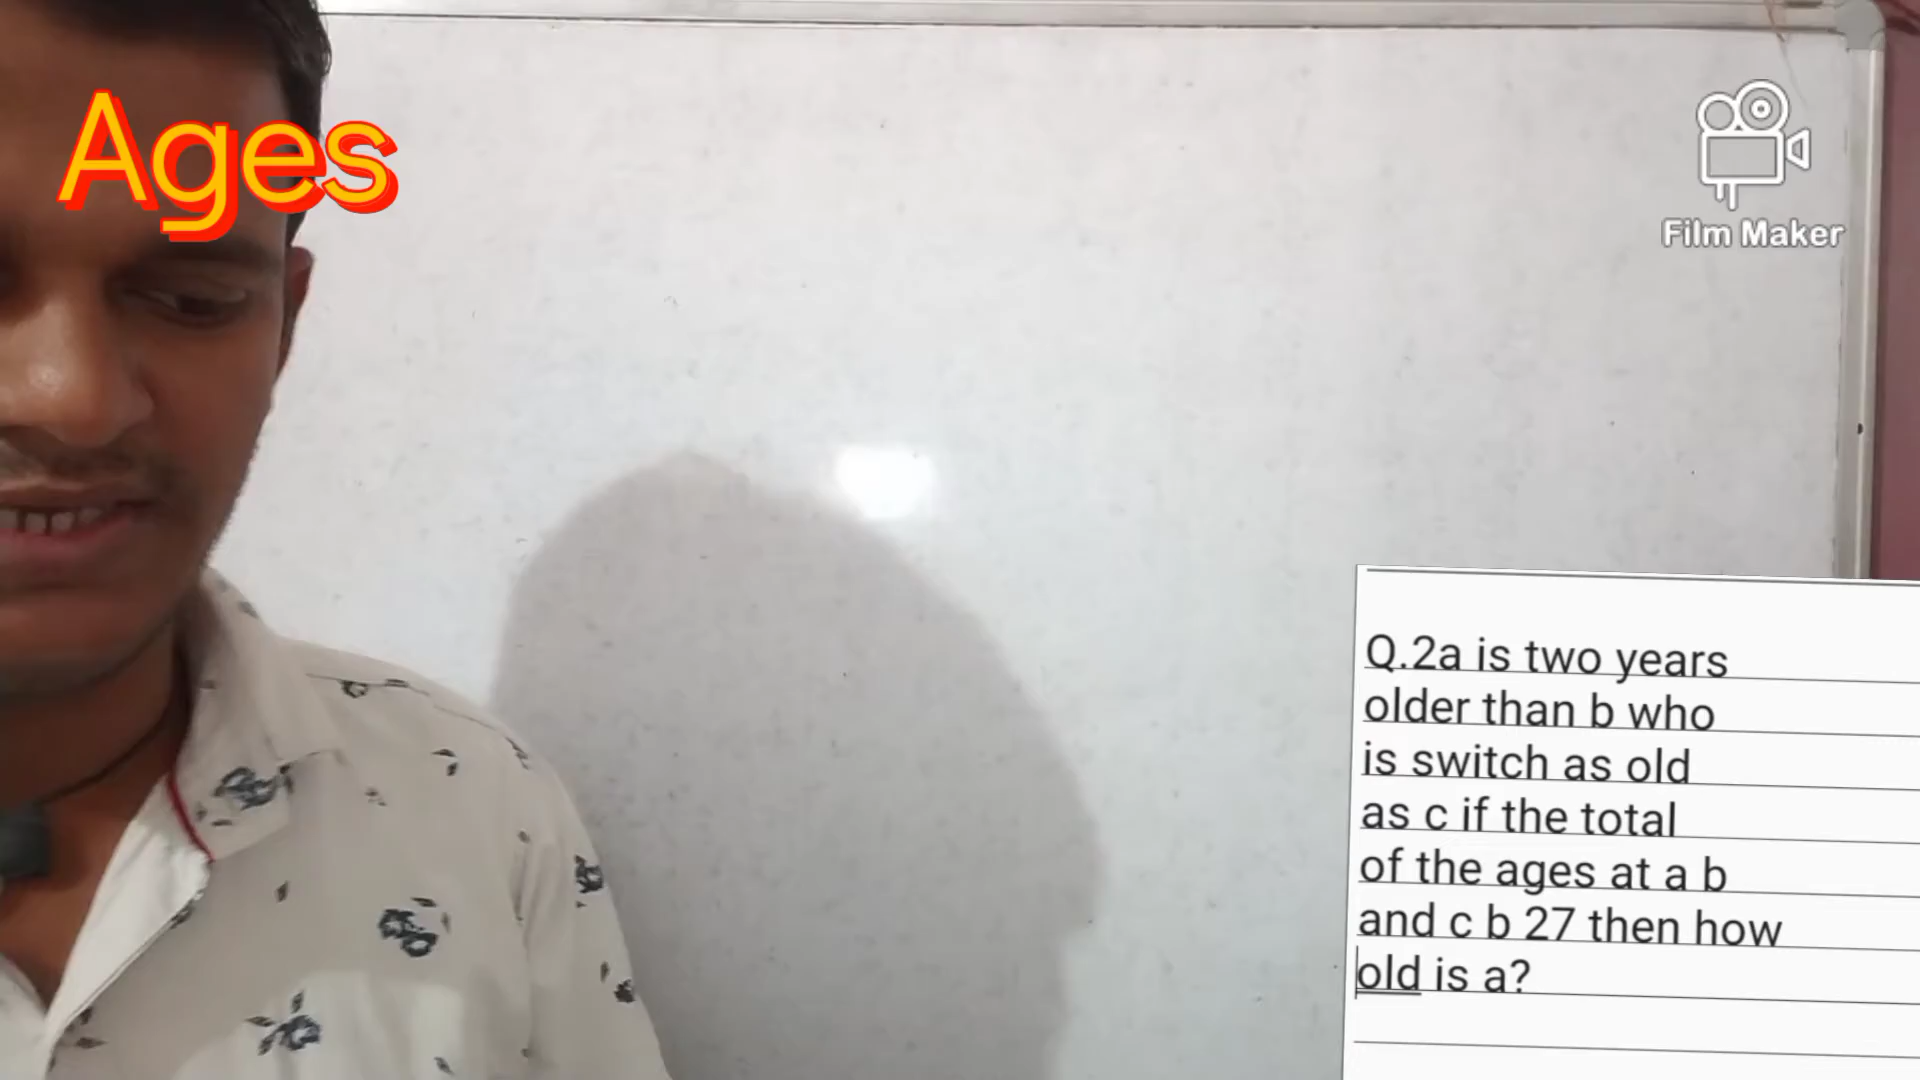 Ages
Film Maker
Q.2a is two years
older than b who
is switch as old
as c if the total
of the ages at a b
and c b 27 then how
old is a?